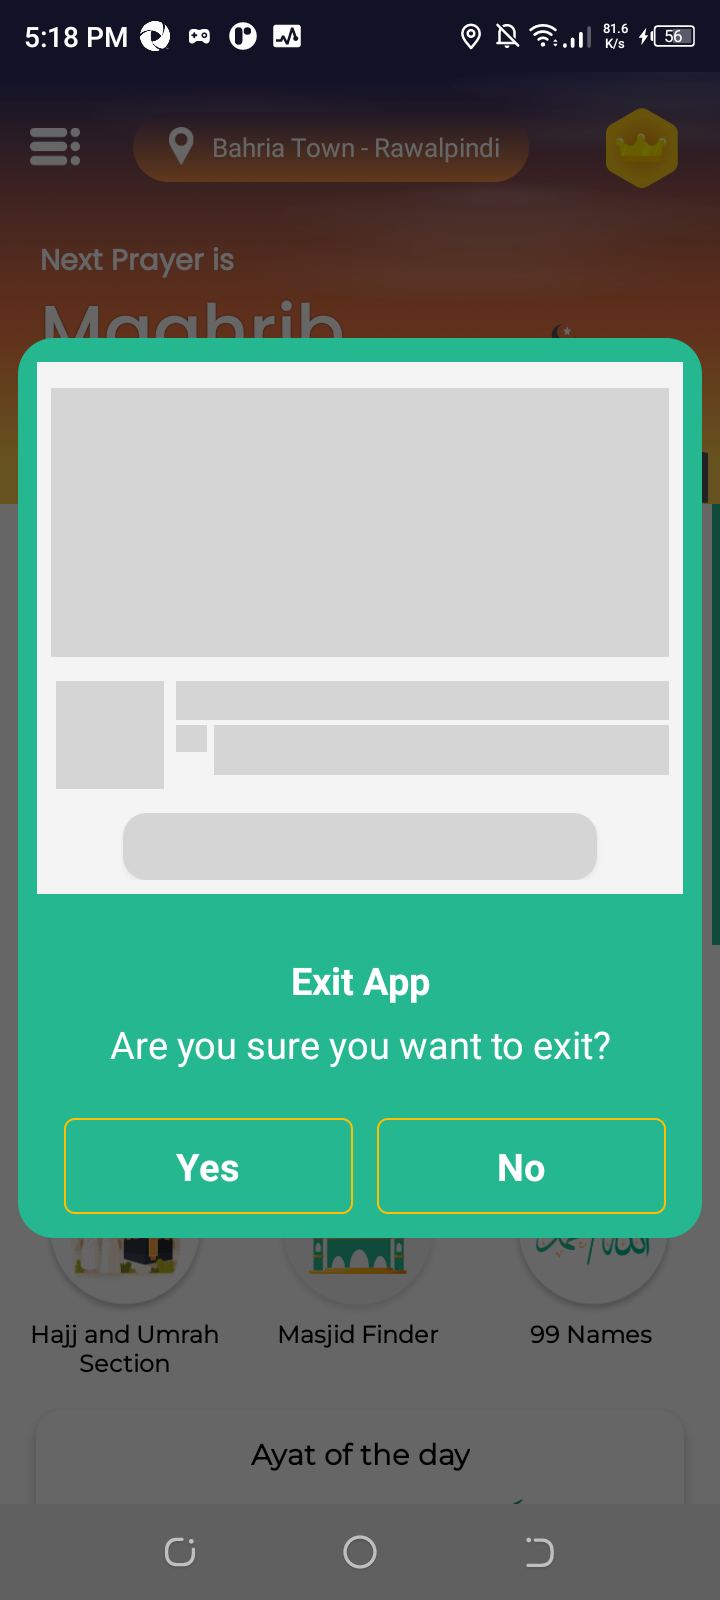 5:18 PM
81.6
K/s
56
Bahria Town - Rawalpindi
Next Prayer is
Maghrib
Exit App
Are you sure you want to exit?
Yes
No
Hajj and Umrah
Section
Masjid Finder
99 Names
Ayat of the day